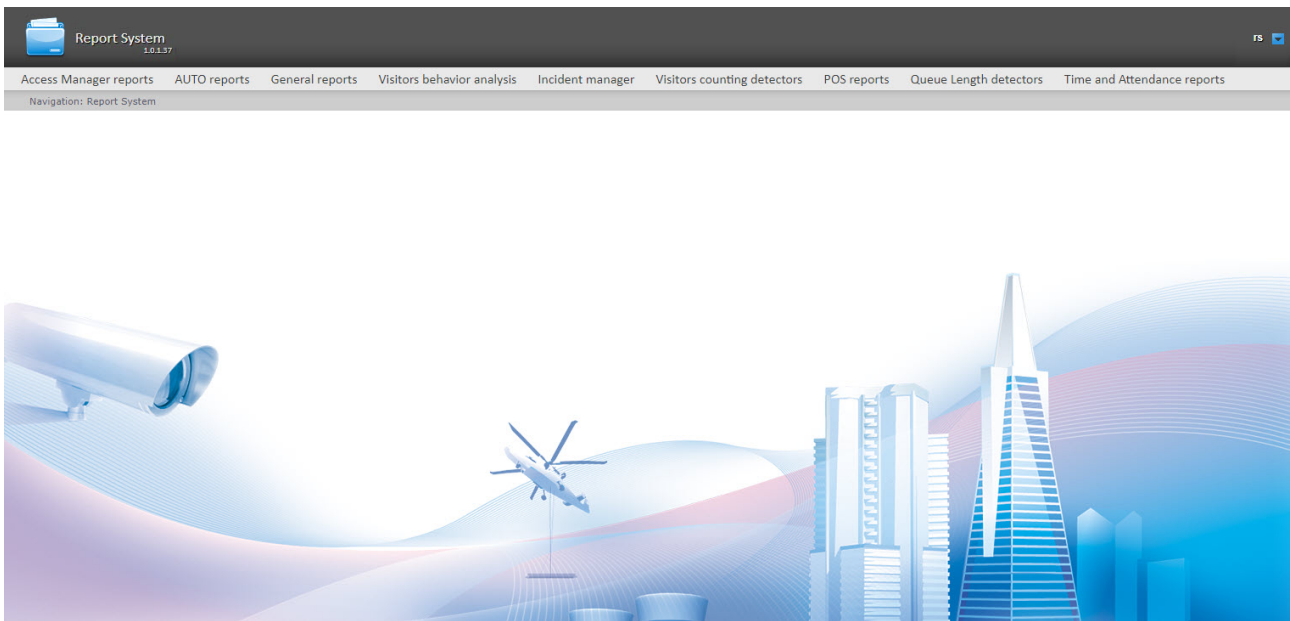 Report System
1.0.1.37
rs
Access Manager reports AUTO reports General reports Visitors behavior analysis Incident manager Visitors counting detectors POS reports Queue Length detectors Time and Attendance reports
Navigation: Report System